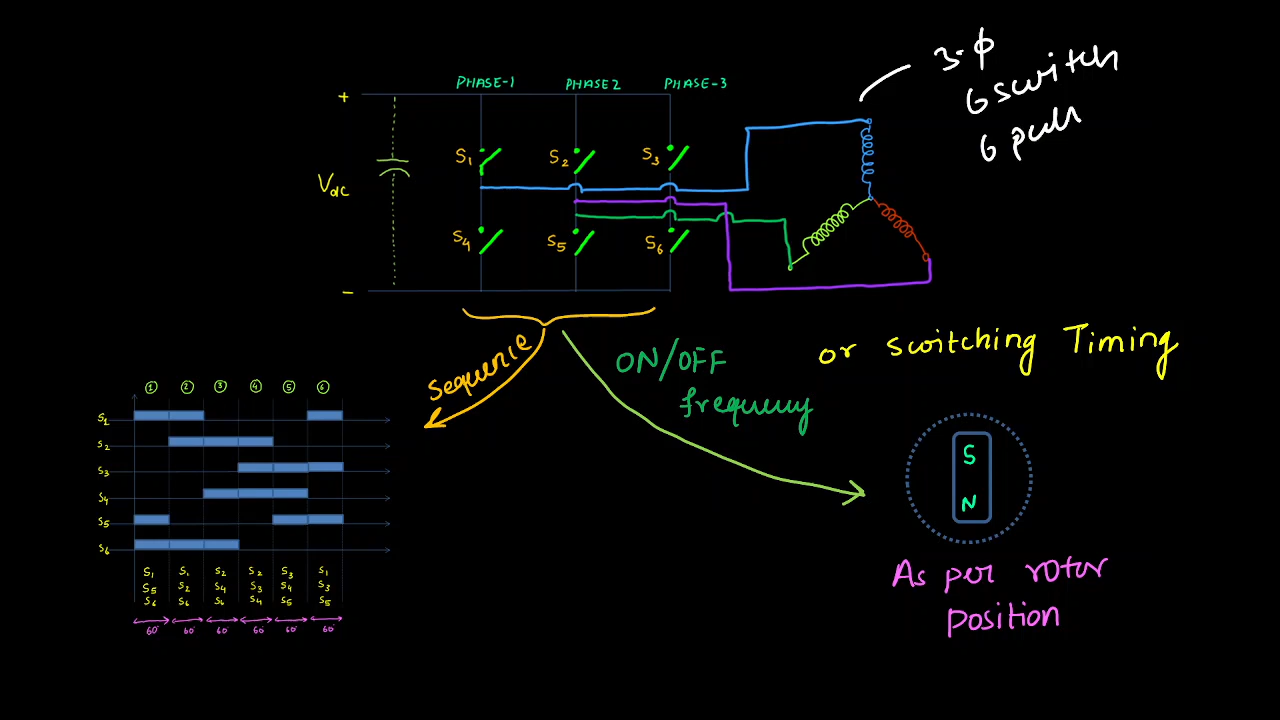 3-φ
6 switch
6 pulse
PHASE-1 PHASE2 PHASE-3
+
S1 S2 S3
Vdc
S4 S5 S6
−
Sequence
ON/OFF
frequency
or switching Timing
① ② ③ ④ ⑤ ⑥
S1
S2
S3
S4
S5
S6
S1 S1 S2 S2 S3 S1
S5 S2 S4 S3 S4 S3
S6 S6 S6 S4 S5 S5
60° 60° 60° 60° 60° 60°
S
N
As per rotor
position